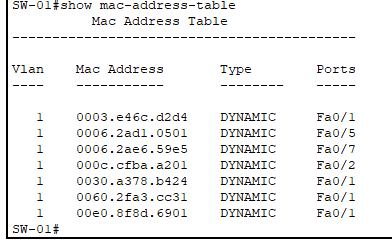 SW-01#show mac-address-table
Mac Address Table
-------------------------------------------
Vlan Mac Address Type Ports
---- ----------- -------- -----
1 0003.e46c.d2d4 DYNAMIC Fa0/1
1 0006.2ad1.0501 DYNAMIC Fa0/5
1 0006.2ae6.59e5 DYNAMIC Fa0/7
1 000c.cfba.a201 DYNAMIC Fa0/2
1 0030.a378.b424 DYNAMIC Fa0/1
1 0060.2fa3.cc31 DYNAMIC Fa0/1
1 00e0.8f8d.6901 DYNAMIC Fa0/1
SW-01#